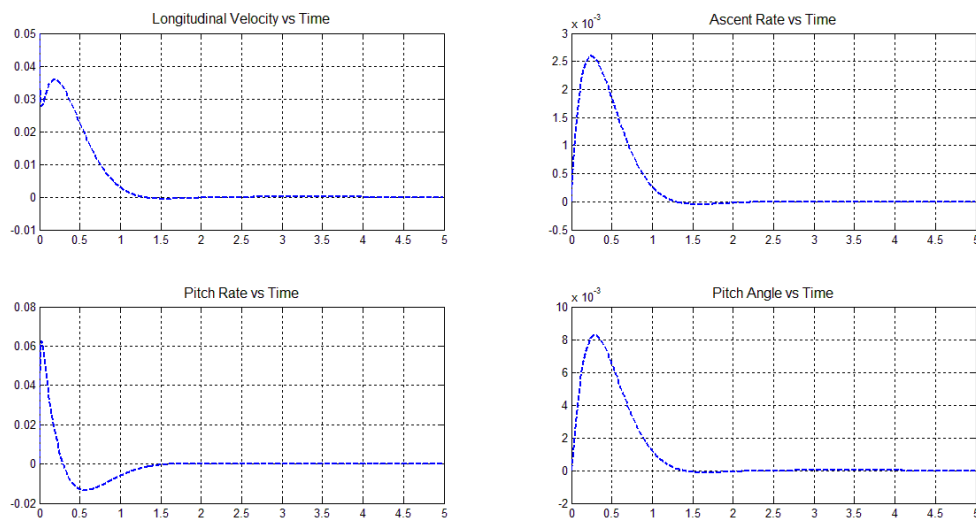 Longitudinal Velocity vs Time
0.05
0.04
0.03
0.02
0.01
0
-0.01
0 0.5 1 1.5 2 2.5 3 3.5 4 4.5 5
Ascent Rate vs Time
x 10^-3
3
2.5
2
1.5
1
0.5
0
-0.5
0 0.5 1 1.5 2 2.5 3 3.5 4 4.5 5
Pitch Rate vs Time
0.08
0.06
0.04
0.02
0
-0.02
0 0.5 1 1.5 2 2.5 3 3.5 4 4.5 5
Pitch Angle vs Time
x 10^-3
10
8
6
4
2
0
-2
0 0.5 1 1.5 2 2.5 3 3.5 4 4.5 5